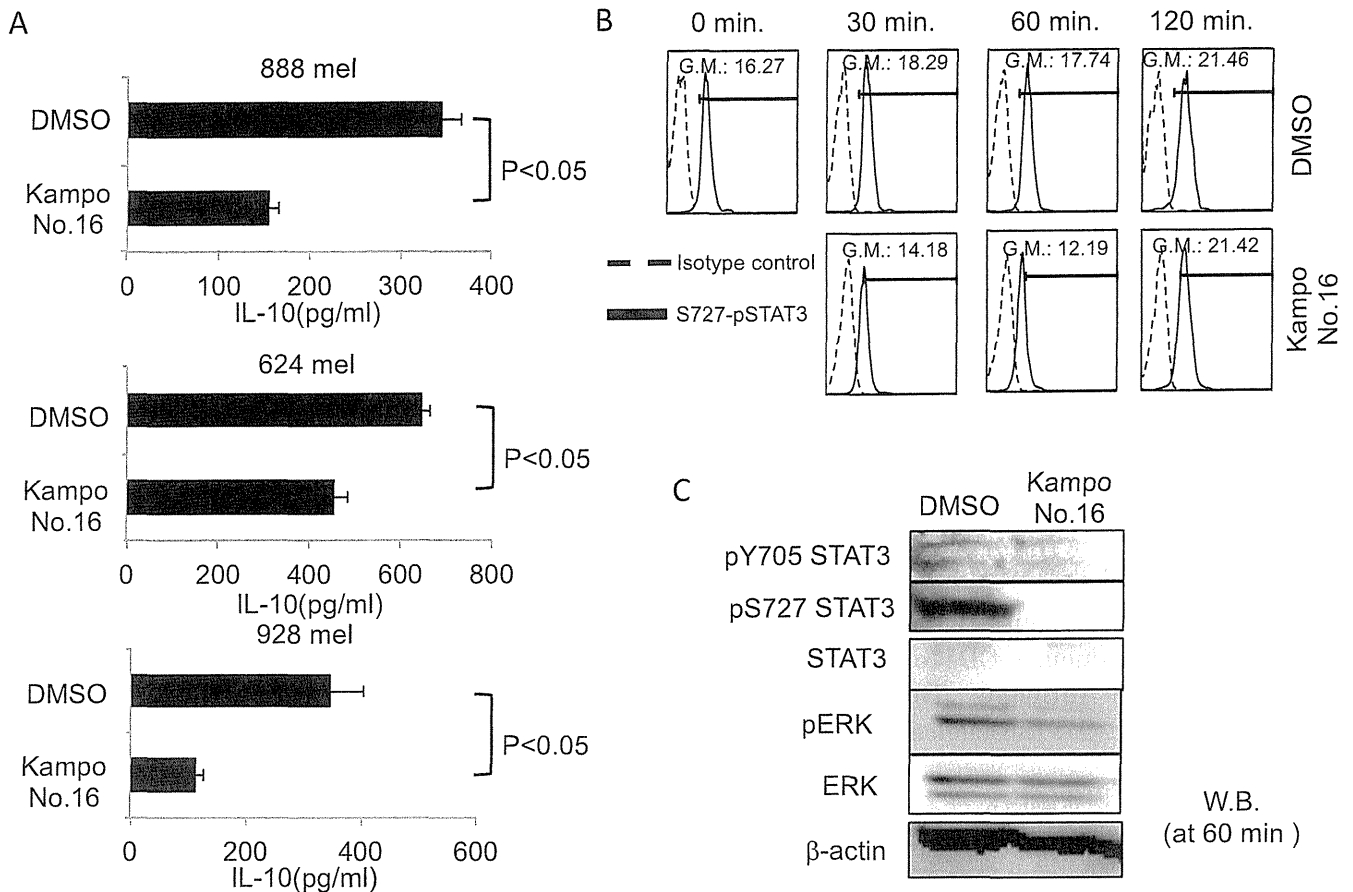 A
888 mel
DMSO
Kampo
No.16
P<0.05
0 100 200 300 400
IL-10(pg/ml)
624 mel
DMSO
Kampo
No.16
P<0.05
0 200 400 600 800
IL-10(pg/ml)
928 mel
DMSO
Kampo
No.16
P<0.05
0 200 400 600
IL-10(pg/ml)
B
0 min. 30 min. 60 min. 120 min.
G.M.: 16.27 G.M.: 18.29 G.M.: 17.74 G.M.: 21.46
DMSO
Isotype control
S727-pSTAT3
G.M.: 14.18 G.M.: 12.19 G.M.: 21.42
Kampo
No.16
C
DMSO Kampo
No.16
pY705 STAT3
pS727 STAT3
STAT3
pERK
ERK
β-actin
W.B.
(at 60 min )